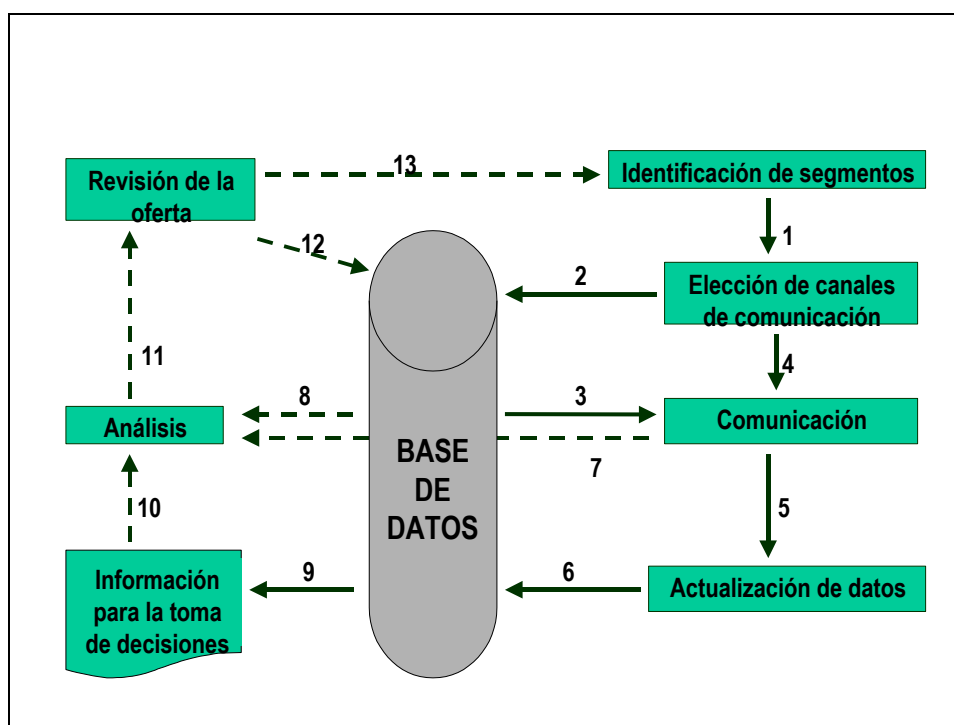 13
Identificación de segmentos
Revisión de la
oferta
12
1
2
Elección de canales
de comunicación
11
4
8
3
Análisis
Comunicación
BASE
DE
DATOS
7
10
5
9
6
Información
para la toma
de decisiones
Actualización de datos